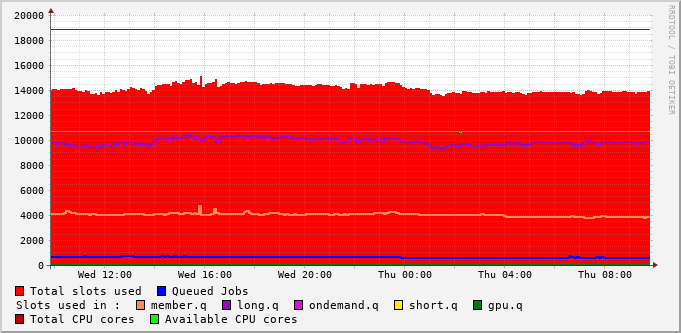 20000
18000
16000
14000
12000
10000
8000
6000
4000
2000
0
Wed 12:00 Wed 16:00 Wed 20:00 Thu 00:00 Thu 04:00 Thu 08:00
Total slots used Queued Jobs
Slots used in : member.q long.q ondemand.q short.q gpu.q
Total CPU cores Available CPU cores
RRDTOOL / TOBI OETIKER